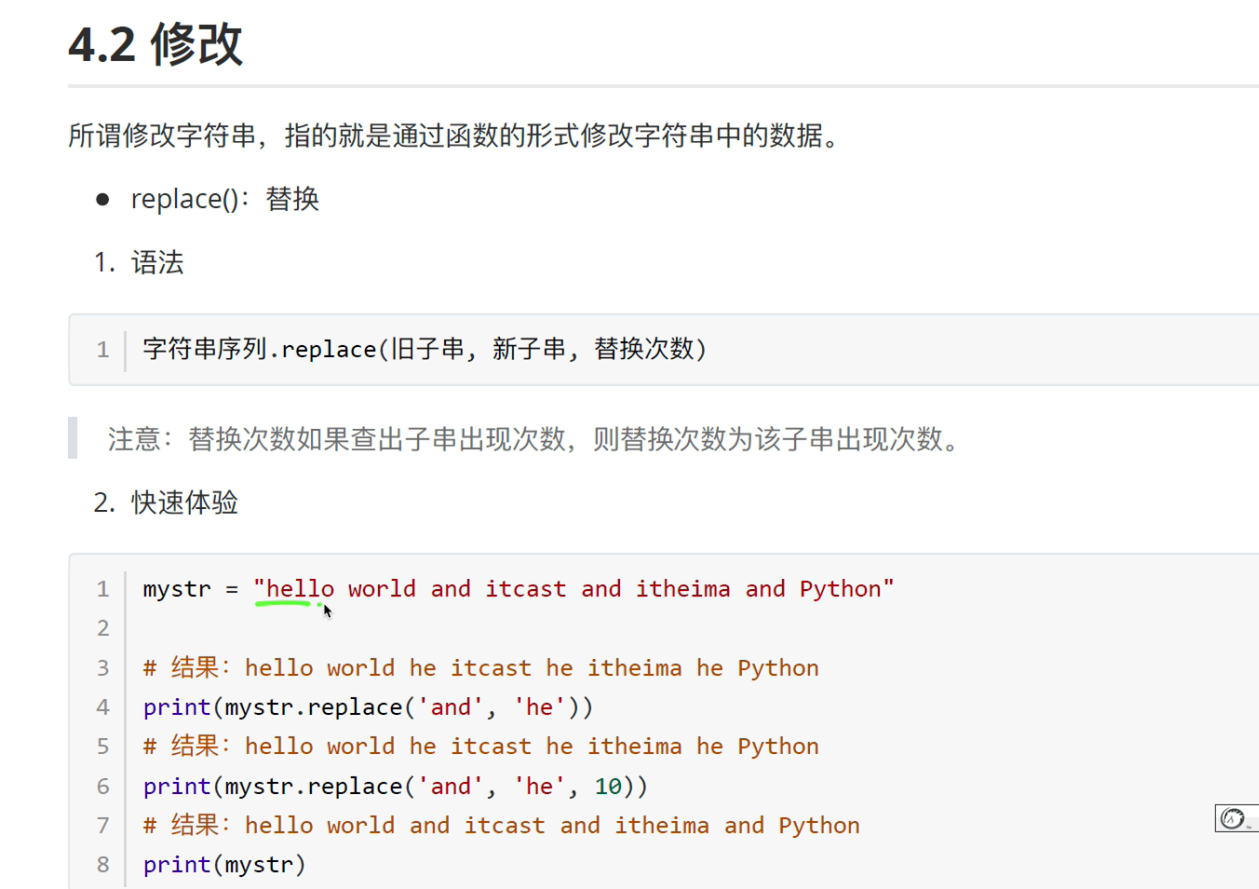 4.2 修改
所谓修改字符串，指的就是通过函数的形式修改字符串中的数据。
● replace()：替换
1. 语法
1 字符串序列.replace(旧子串, 新子串, 替换次数)
注意：替换次数如果查出子串出现次数，则替换次数为该子串出现次数。
2. 快速体验
1 mystr = "hello world and itcast and itheima and Python"
2
3 # 结果：hello world he itcast he itheima he Python
4 print(mystr.replace('and', 'he'))
5 # 结果：hello world he itcast he itheima he Python
6 print(mystr.replace('and', 'he', 10))
7 # 结果：hello world and itcast and itheima and Python
8 print(mystr)